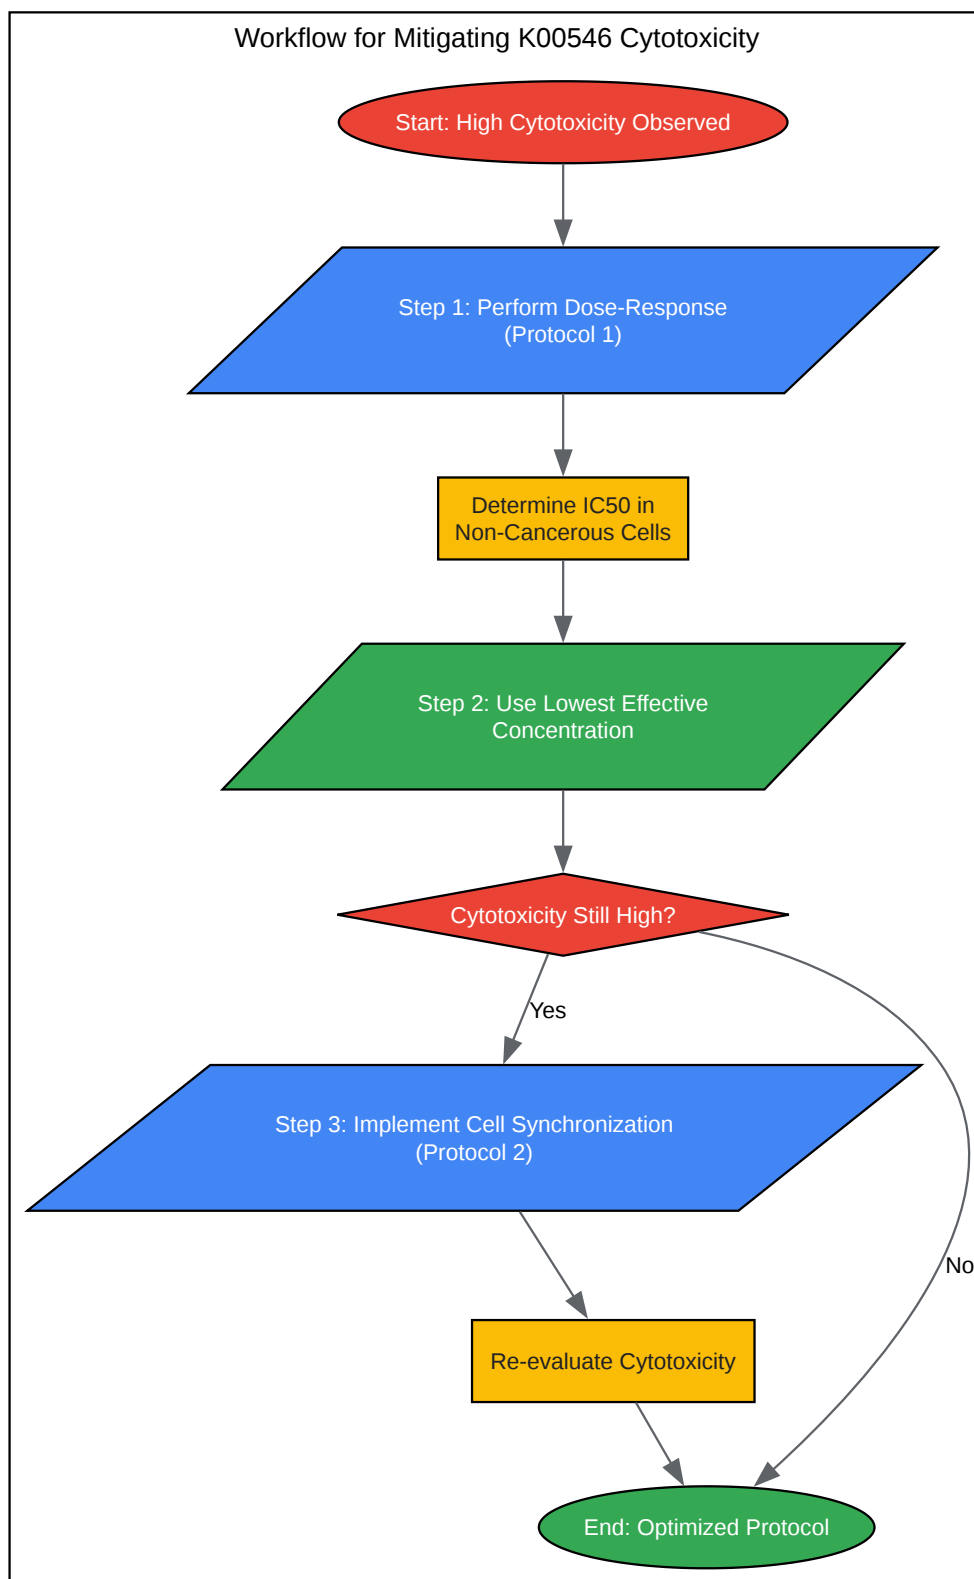 Workflow for Mitigating K00546 Cytotoxicity
Start: High Cytotoxicity Observed
Step 1: Perform Dose-Response
(Protocol 1)
Determine IC50 in
Non-Cancerous Cells
Step 2: Use Lowest Effective
Concentration
Cytotoxicity Still High?
Yes
Step 3: Implement Cell Synchronization
(Protocol 2)
No
Re-evaluate Cytotoxicity
End: Optimized Protocol